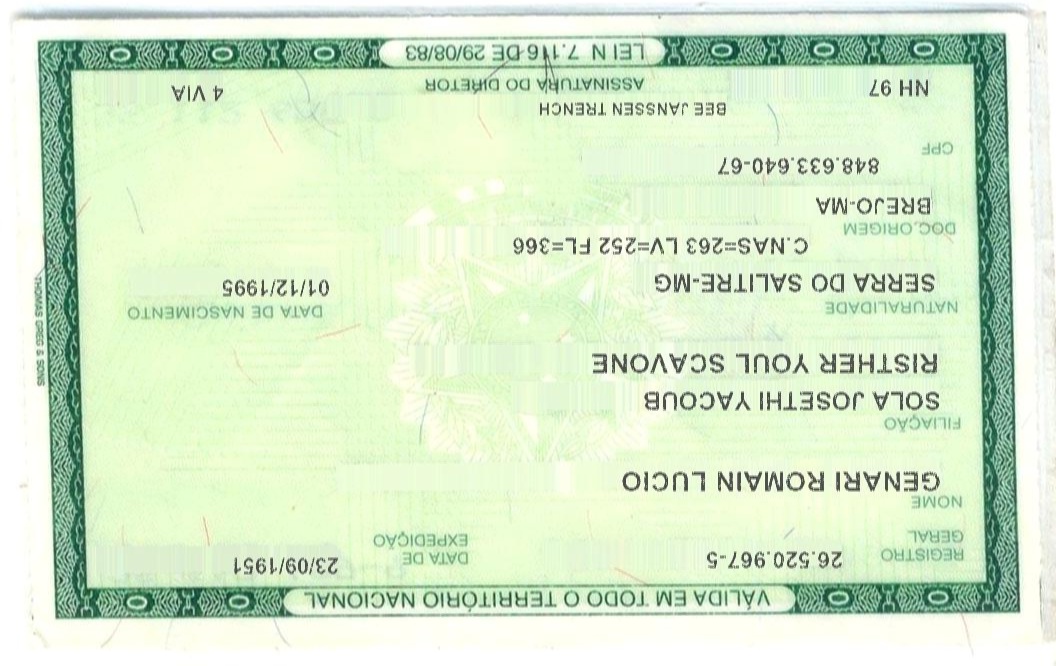 VÁLIDA EM TODO O TERRITÓRIO NACIONAL
REGISTRO GERAL 26.520.967-5 DATA DE EXPEDIÇÃO 23/09/1951
NOME
GENARI ROMAIN LUCIO
FILIAÇÃO
SOLA JOSETHI YACOUB
RISTHER YOUL SCAVONE
NATURALIDADE DATA DE NASCIMENTO
SERRA DO SALITRE-MG 01/12/1995
C.NAS=263 LV=252 FL=366
DOC.ORIGEM
BREJO-MA
848.633.640-67
CPF
BEE JANSSEN TRENCH
NH 97 ASSINATURA DO DIRETOR 4 VIA
LEI N 7.116 DE 29/08/83
THOMAS GREG & SONS